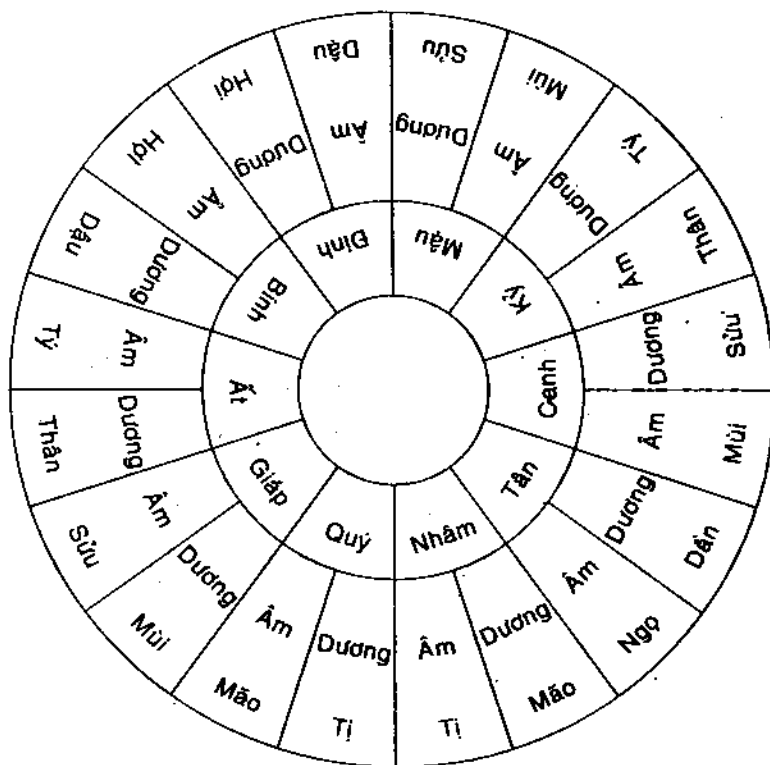 Dậu
Sửu
Mùi
Tý
Thân
Sửu
Mùi
Dần
Ngọ
Mão
Tị
Tị
Mão
Mùi
Sửu
Thân
Tý
Dậu
Hợi
Hợi
Âm
Dương
Âm
Dương
Âm
Dương
Âm
Dương
Âm
Dương
Âm
Dương
Âm
Dương
Âm
Dương
Âm
Dương
Âm
Dương
Đinh
Mậu
Kỷ
Canh
Tân
Nhâm
Quý
Giáp
Ất
Bính